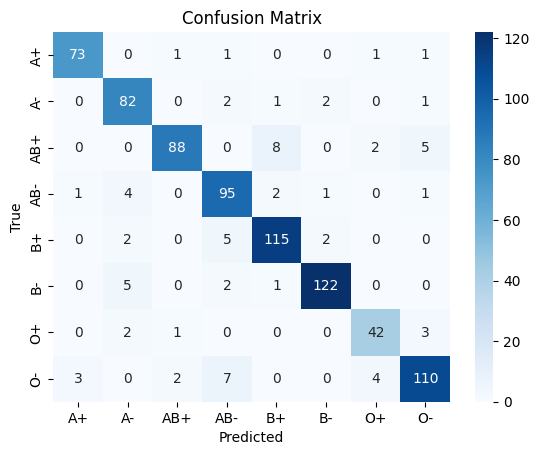 Confusion Matrix
A+ 73 0 1 1 0 0 1 1
A- 0 82 0 2 1 2 0 1
AB+ 0 0 88 0 8 0 2 5
AB- 1 4 0 95 2 1 0 1
B+ 0 2 0 5 115 2 0 0
B- 0 5 0 2 1 122 0 0
O+ 0 2 1 0 0 0 42 3
O- 3 0 2 7 0 0 4 110
A+ A- AB+ AB- B+ B- O+ O-
Predicted
True
120
100
80
60
40
20
0